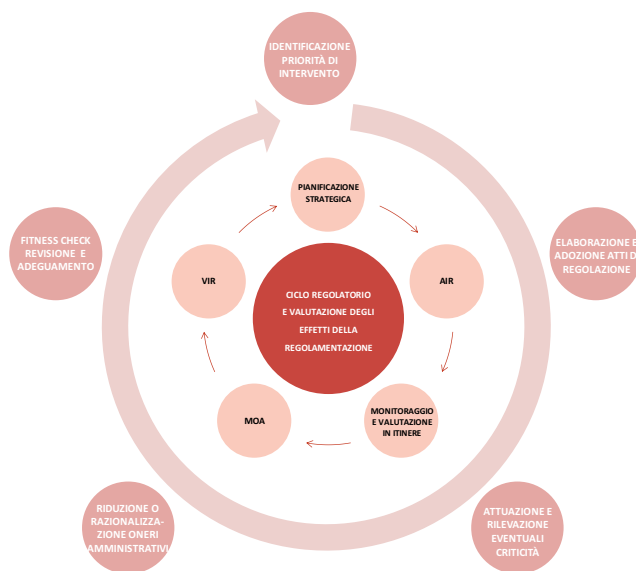 IDENTIFICAZIONE
PRIORITÀ DI
INTERVENTO
PIANIFICAZIONE
STRATEGICA
FITNESS CHECK
REVISIONE E
ADEGUAMENTO
ELABORAZIONE E
ADOZIONE ATTI DI
REGOLAZIONE
VIR
AIR
CICLO REGOLATORIO
E VALUTAZIONE DEGLI
EFFETTI DELLA
REGOLAMENTAZIONE
MOA
MONITORAGGIO
E VALUTAZIONE
IN ITINERE
RIDUZIONE O
RAZIONALIZZA-
ZIONE ONERI
AMMINISTRATIVI
ATTUAZIONE E
RILEVAZIONE
EVENTUALI
CRITICITÀ